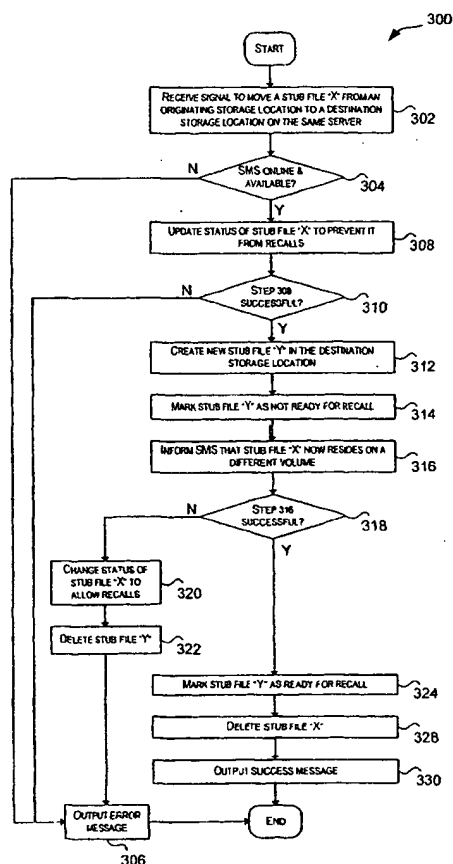 300
START
RECEIVE SIGNAL TO MOVE A STUB FILE "X" FROM AN
ORIGINATING STORAGE LOCATION TO A DESTINATION
STORAGE LOCATION ON THE SAME SERVER
302
N
SMS ONLINE &
AVAILABLE?
304
Y
UPDATE STATUS OF STUB FILE "X" TO PREVENT IT
FROM RECALLS
308
N
STEP 308
SUCCESSFUL?
310
Y
CREATE NEW STUB FILE "Y" IN THE DESTINATION
STORAGE LOCATION
312
MARK STUB FILE "Y" AS NOT READY FOR RECALL
314
INFORM SMS THAT STUB FILE "X" NOW RESIDES ON A
DIFFERENT VOLUME
316
N
STEP 316
SUCCESSFUL?
318
Y
CHANGE STATUS OF
STUB FILE "X" TO
ALLOW RECALLS
320
DELETE STUB FILE "Y"
322
MARK STUB FILE "Y" AS READY FOR RECALL
324
DELETE STUB FILE "X"
328
OUTPUT SUCCESS MESSAGE
330
OUTPUT ERROR
MESSAGE
306
END